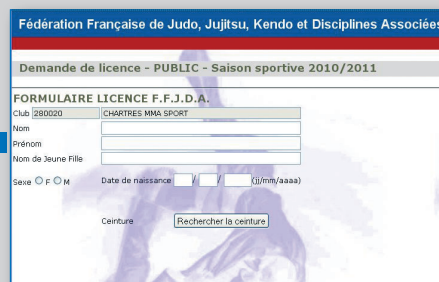 Fédération Française de Judo, Jujitsu, Kendo et Disciplines Associées
Demande de licence - PUBLIC - Saison sportive 2010/2011
FORMULAIRE LICENCE F.F.J.D.A.
Club 280020 CHARTRES MMA SPORT
Nom
Prénom
Nom de Jeune Fille
Sexe F M Date de naissance / / (jj/mm/aaaa)
Ceinture Rechercher la ceinture